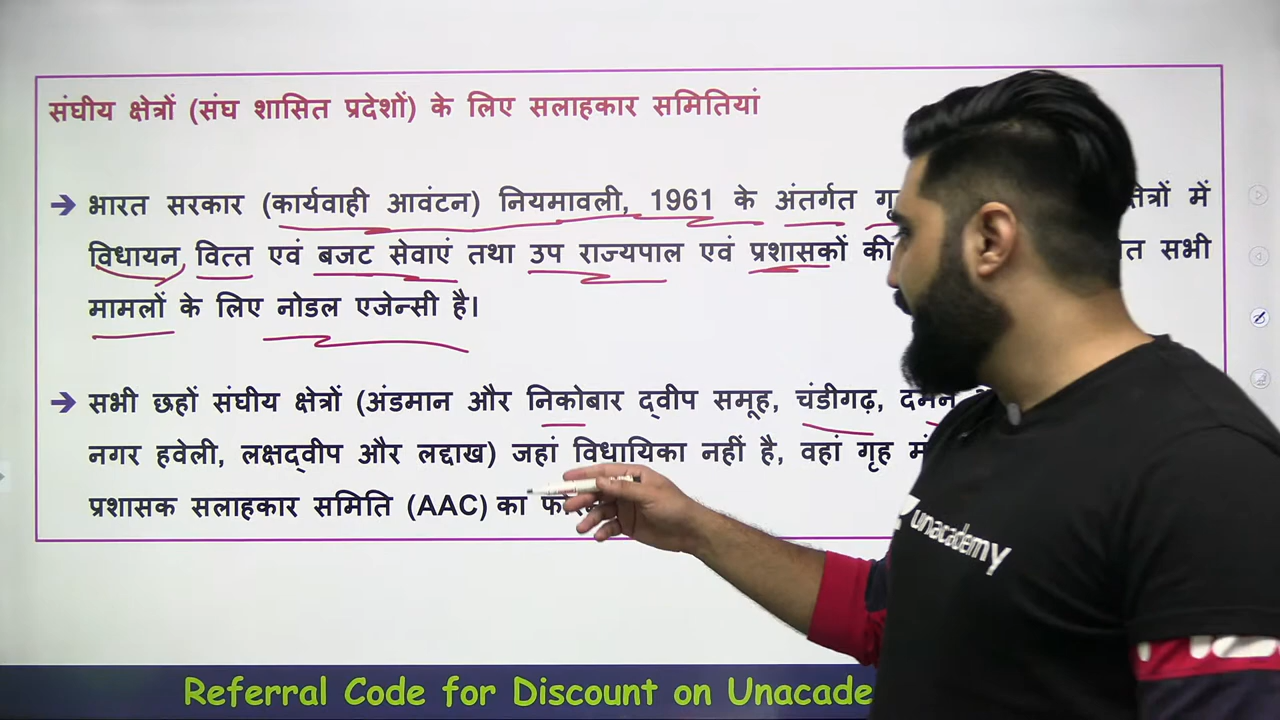 संघीय क्षेत्रों (संघ शासित प्रदेशों) के लिए सलाहकार समितियां
➔ भारत सरकार (कार्यवाही आवंटन) नियमावली, 1961 के अंतर्गत में
विधायन वित्त एवं बजट सेवाएं तथा उप राज्यपाल एवं प्रशासकों की सभी
मामलों के लिए नोडल एजेन्सी है।
➔ सभी छहों संघीय क्षेत्रों (अंडमान और निकोबार द्वीप समूह, चंडीगढ़, दमन
नगर हवेली, लक्षद्वीप और लद्दाख) जहां विधायिका नहीं है, वहां गृह
प्रशासक सलाहकार समिति (AAC) का
unacademy
Referral Code for Discount on